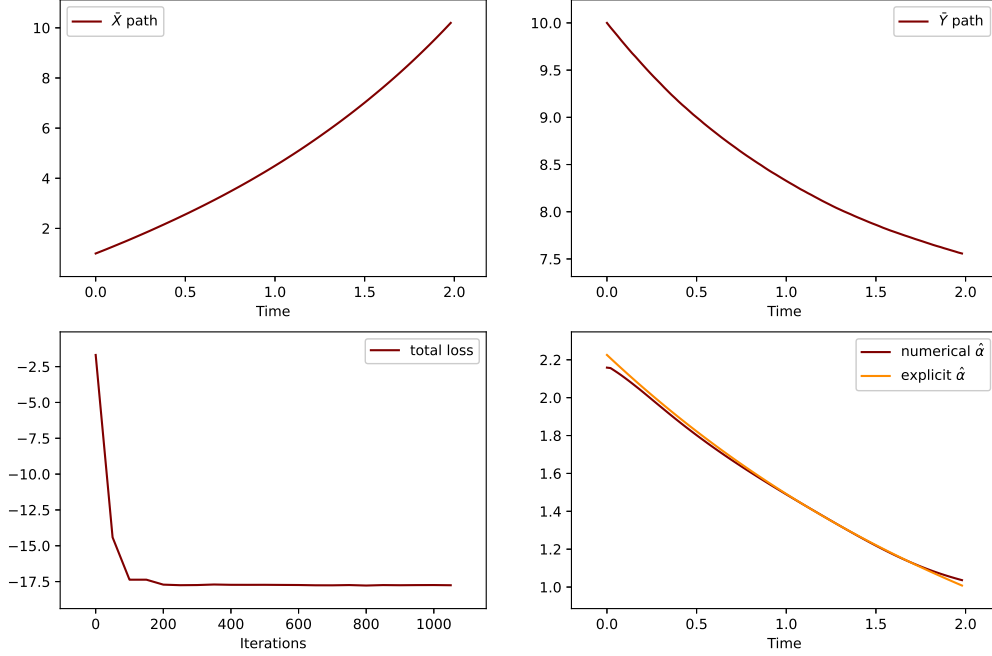 X̄ path
10
8
6
4
2
0.0 0.5 1.0 1.5 2.0
Time
Ȳ path
10.0
9.5
9.0
8.5
8.0
7.5
0.0 0.5 1.0 1.5 2.0
Time
total loss
−2.5
−5.0
−7.5
−10.0
−12.5
−15.0
−17.5
0 200 400 600 800 1000
Iterations
numerical α̂
explicit α̂
2.2
2.0
1.8
1.6
1.4
1.2
1.0
0.0 0.5 1.0 1.5 2.0
Time